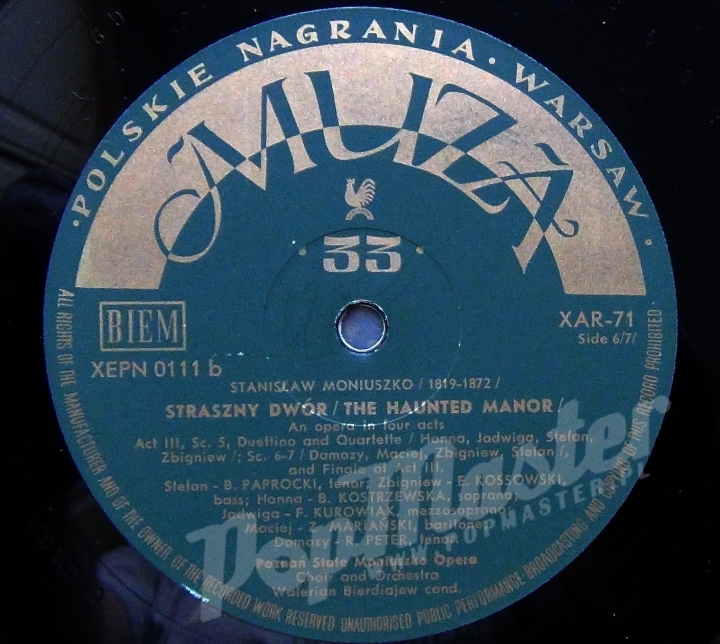 · POLSKIE NAGRANIA · WARSAW ·
MUZA
33
BIEM
XAR-71
Side 6/7/
XEPN 0111 b
STANISŁAW MONIUSZKO / 1819-1872 /
STRASZNY DWÓR / THE HAUNTED MANOR /
An opera in four acts
Act III, Sc. 5, Duettino and Quartette / Hanna, Jadwiga, Stefan,
Zbigniew /; Sc. 6-7 / Damazy, Maciej, Zbigniew, Stefan /,
and Finale of Act III.
Stefan - B. PAPROCKI, tenor; Zbigniew - E. KOSSOWSKI,
bass; Hanna - B. KOSTRZEWSKA, soprano;
Jadwiga - F. KUROWIAK, mezzosoprano;
Maciej - Z. MARIAŃSKI, baritone;
Damazy - R. PETER, tenor
Poznań State Moniuszko Opera
Choir and Orchestra
Walerian Bierdiajew cond.
ALL RIGHTS OF THE MANUFACTURER AND OF THE OWNER OF THE RECORDED WORK RESERVED UNAUTHORISED PUBLIC PERFORMANCE·BROADCASTING AND COPYING OF THIS RECORD PROHIBITED·
Pop Master
WWW.POPMASTER.PL